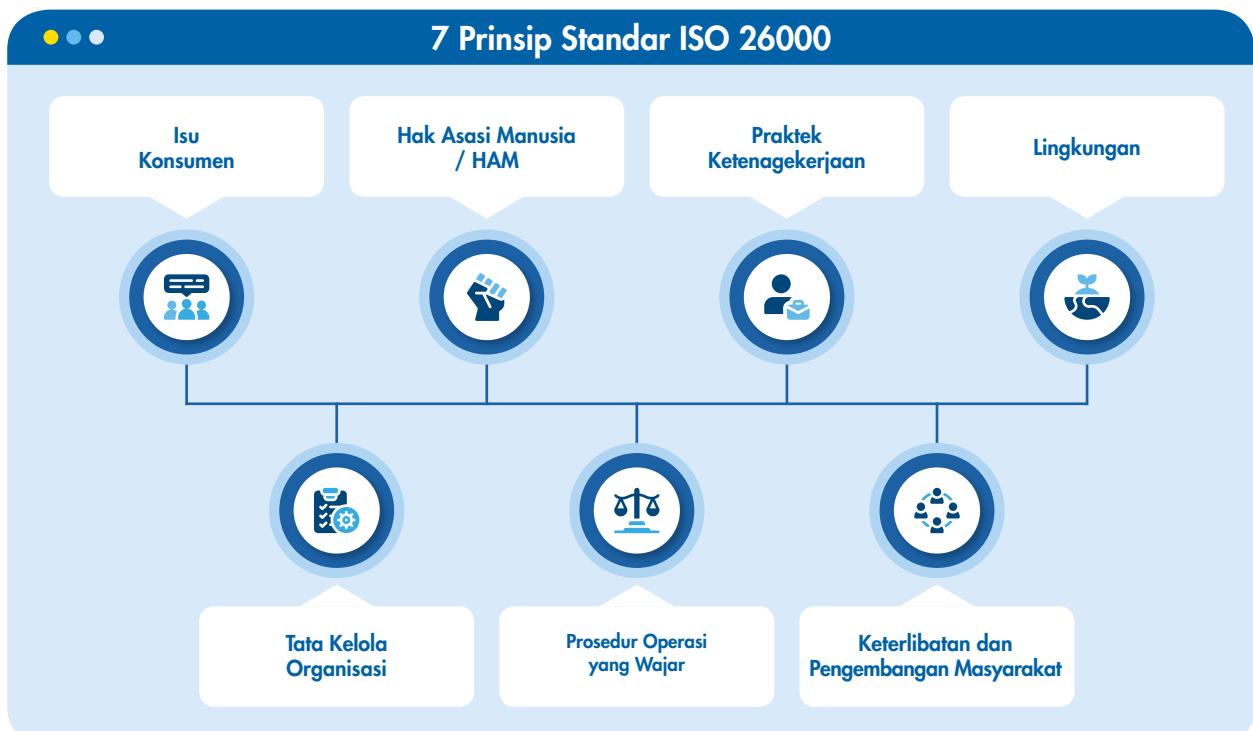 7 Prinsip Standar ISO 26000
Isu
Konsumen
Hak Asasi Manusia
/ HAM
Praktek
Ketenagekerjaan
Lingkungan
Tata Kelola
Organisasi
Prosedur Operasi
yang Wajar
Keterlibatan dan
Pengembangan Masyarakat